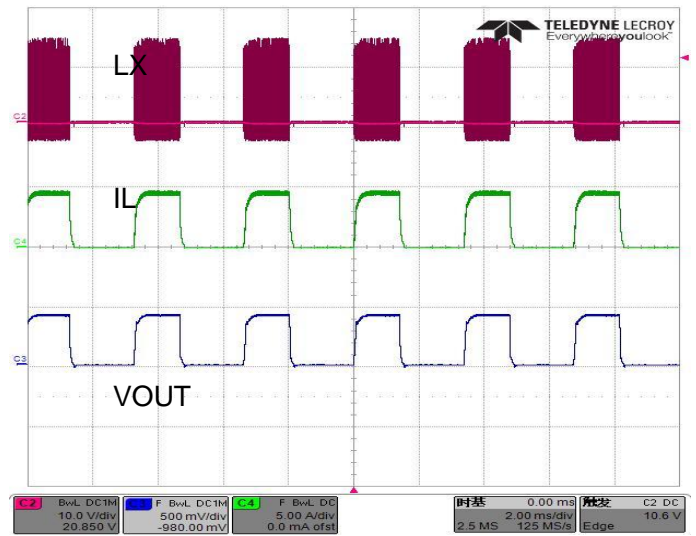 TELEDYNE LECROY
Everywhereyoulook™
LX
C2
IL
C4
C3
VOUT
C2 BwL DC1M
10.0 V/div
20.850 V
C3 F BwL DC1M
500 mV/div
-980.00 mV
C4 F BwL DC
5.00 A/div
0.0 mA ofst
时基 0.00 ms
2.00 ms/div
2.5 MS 125 MS/s
触发 C2 DC
10.6 V
Edge